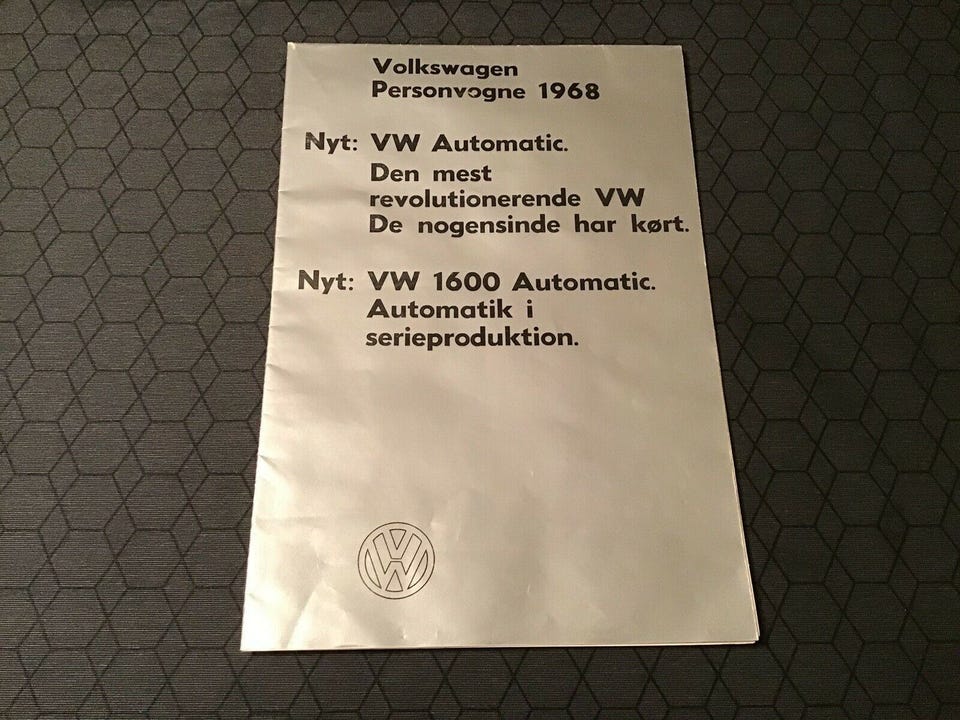 Volkswagen
Personvogne 1968
Nyt: VW Automatic.
Den mest
revolutionerende VW
De nogensinde har kørt.
Nyt: VW 1600 Automatic.
Automatik i
serieproduktion.
VW